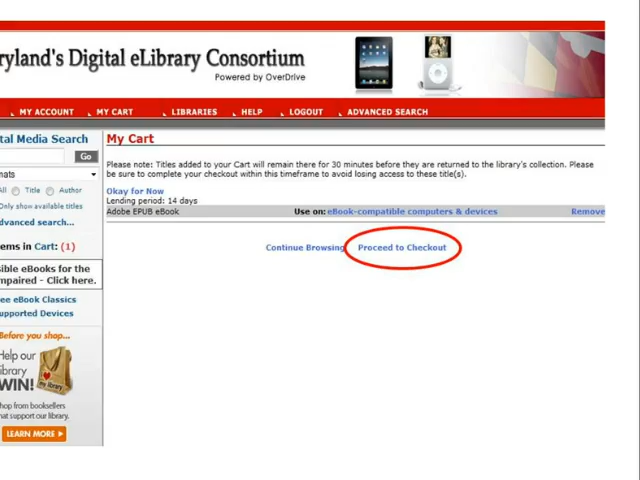 ryland's Digital eLibrary Consortium
Powered by OverDrive
MY ACCOUNT MY CART LIBRARIES HELP LOGOUT ADVANCED SEARCH
tal Media Search
Go
mats
All Title Author
Only show available titles
dvanced search...
ems in Cart: (1)
sible eBooks for the
mpaired - Click here.
ee eBook Classics
upported Devices
Before you shop...
Help our
library
WIN!
my library
hop from booksellers
hat support our library.
LEARN MORE
My Cart
Please note: Titles added to your Cart will remain there for 30 minutes before they are returned to the library's collection. Please
be sure to complete your checkout within this timeframe to avoid losing access to these title(s).
Okay for Now
Lending period: 14 days
Adobe EPUB eBook Use on: eBook-compatible computers & devices Remove
Continue Browsing Proceed to Checkout